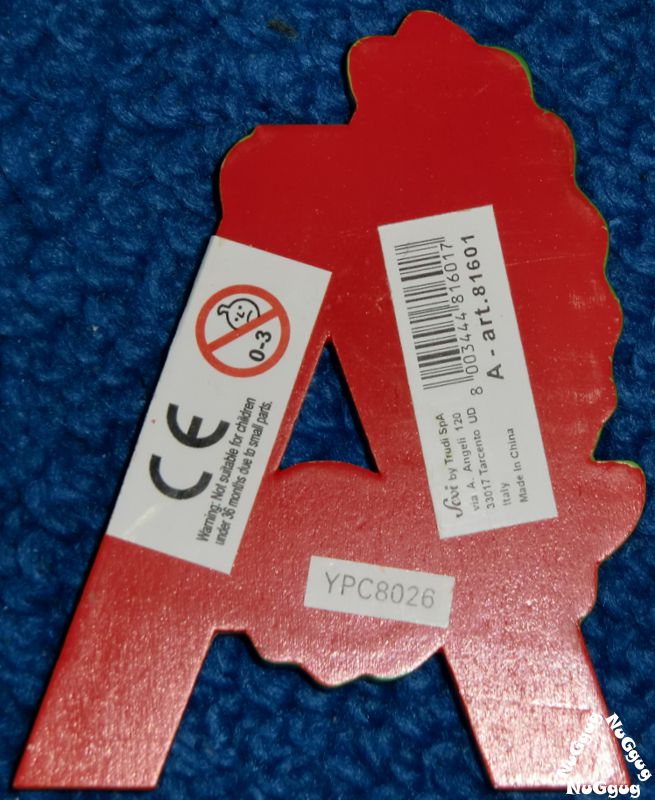 0-3
CE
Warning: Not suitable for children
under 36 months due to small parts.
8 003444 816017
A - art.81601
Sevi by Trudi SpA
via A. Angeli 120
33017 Tarcento UD
Italy
Made in China
YPC8026
NuGgug
NuGgug
NuGgug